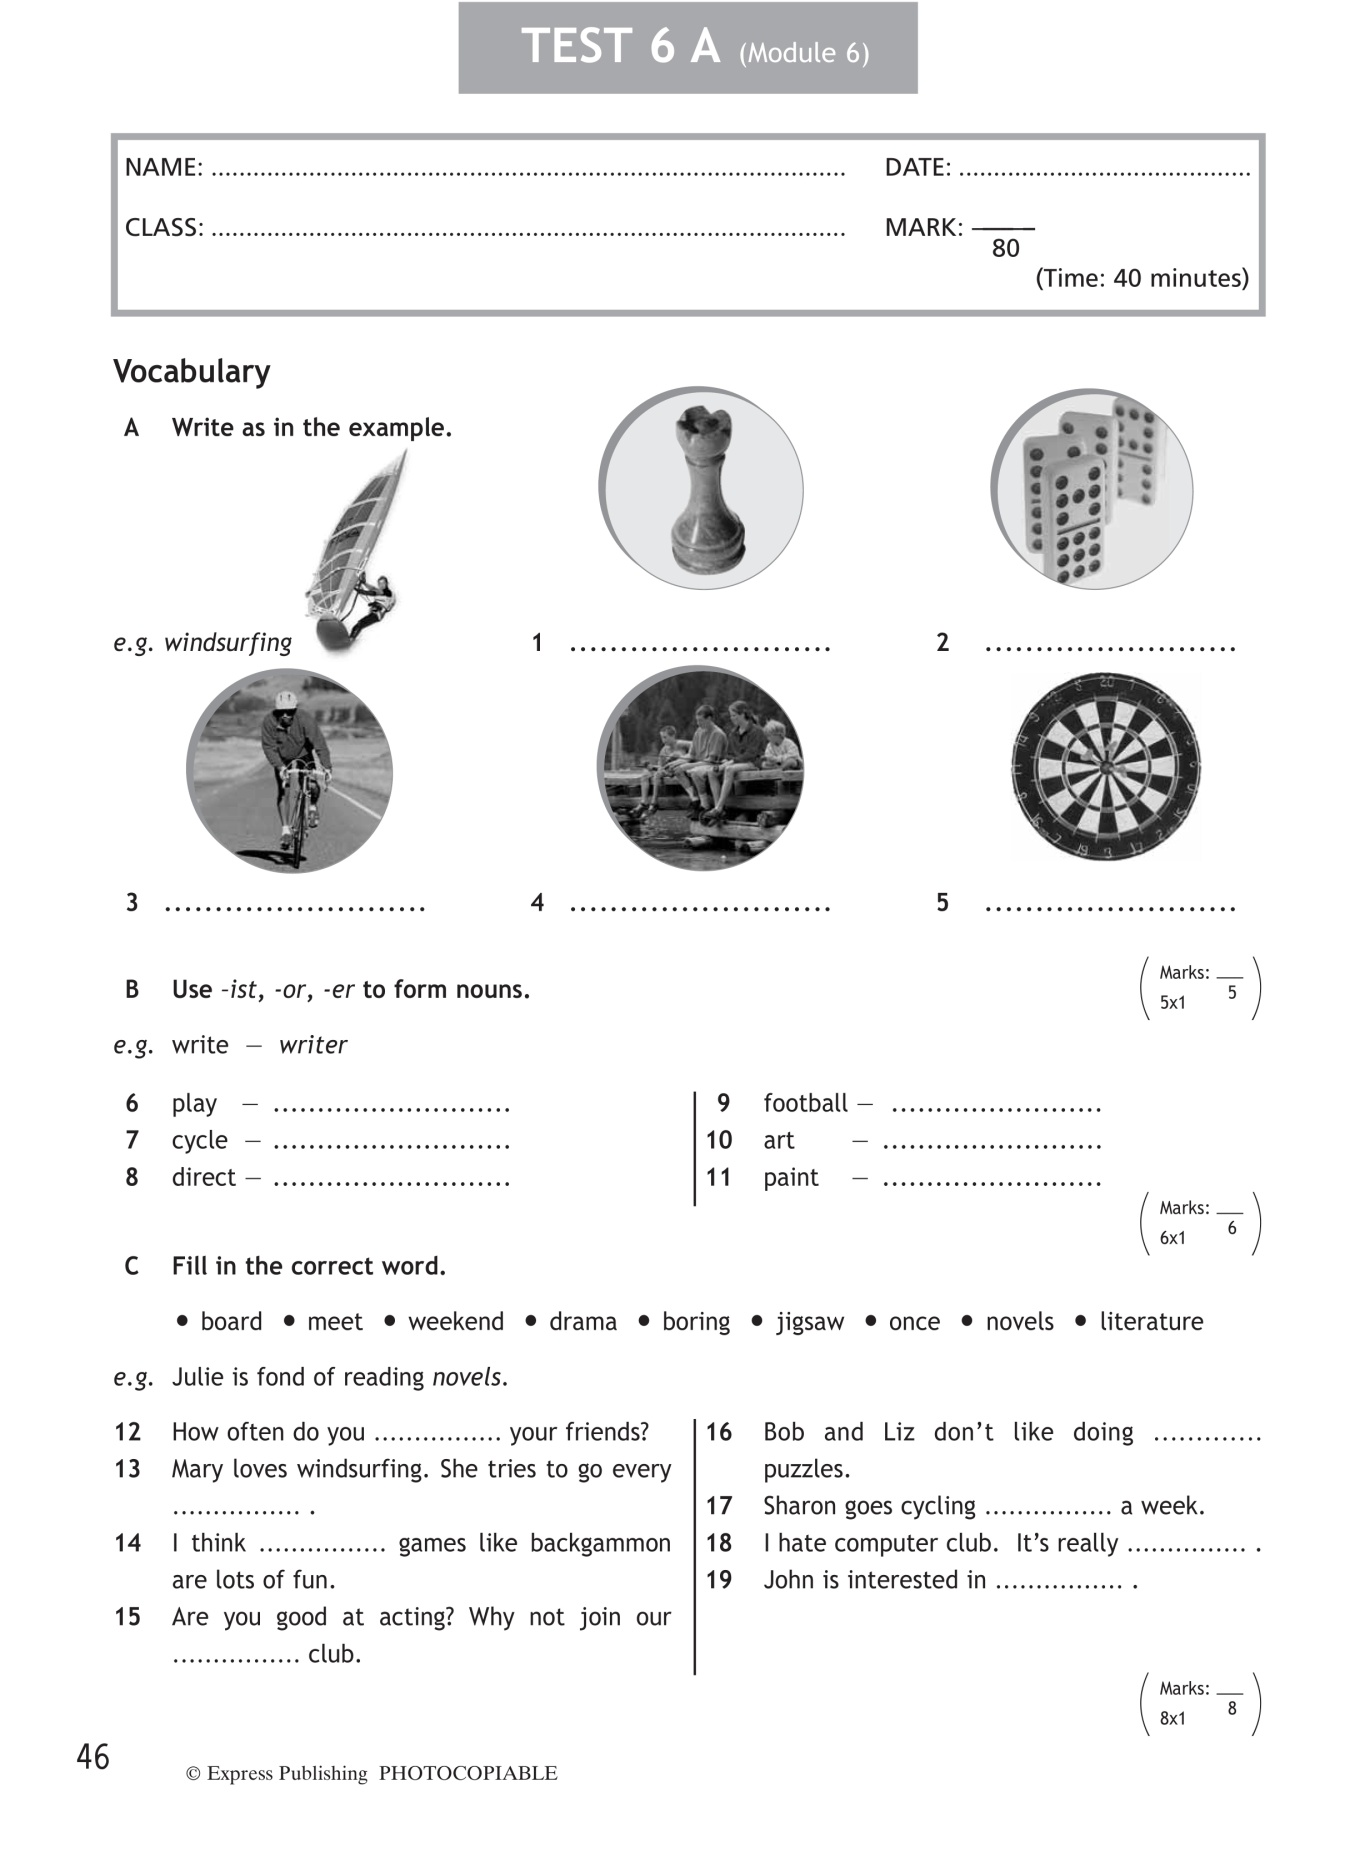 TEST 6 A (Module 6)
NAME: ........................................................................................... DATE: ..........................................
CLASS: ........................................................................................... MARK: _____
80
(Time: 40 minutes)
Vocabulary
A Write as in the example.
e.g. windsurfing 1 .......................... 2 .........................
3 .......................... 4 .......................... 5 .........................
B Use -ist, -or, -er to form nouns.
Marks: __
5
5x1
e.g. write – writer
6 play – ...........................
7 cycle – ...........................
8 direct – ...........................
9 football – ........................
10 art – .........................
11 paint – .........................
Marks: __
6
6x1
C Fill in the correct word.
• board • meet • weekend • drama • boring • jigsaw • once • novels • literature
e.g. Julie is fond of reading novels.
12 How often do you ................ your friends?
13 Mary loves windsurfing. She tries to go every
................ .
14 I think ................ games like backgammon
are lots of fun.
15 Are you good at acting? Why not join our
................ club.
16 Bob and Liz don't like doing .............
puzzles.
17 Sharon goes cycling ................ a week.
18 I hate computer club. It's really ............... .
19 John is interested in ................ .
Marks: __
8
8x1
46
© Express Publishing PHOTOCOPIABLE